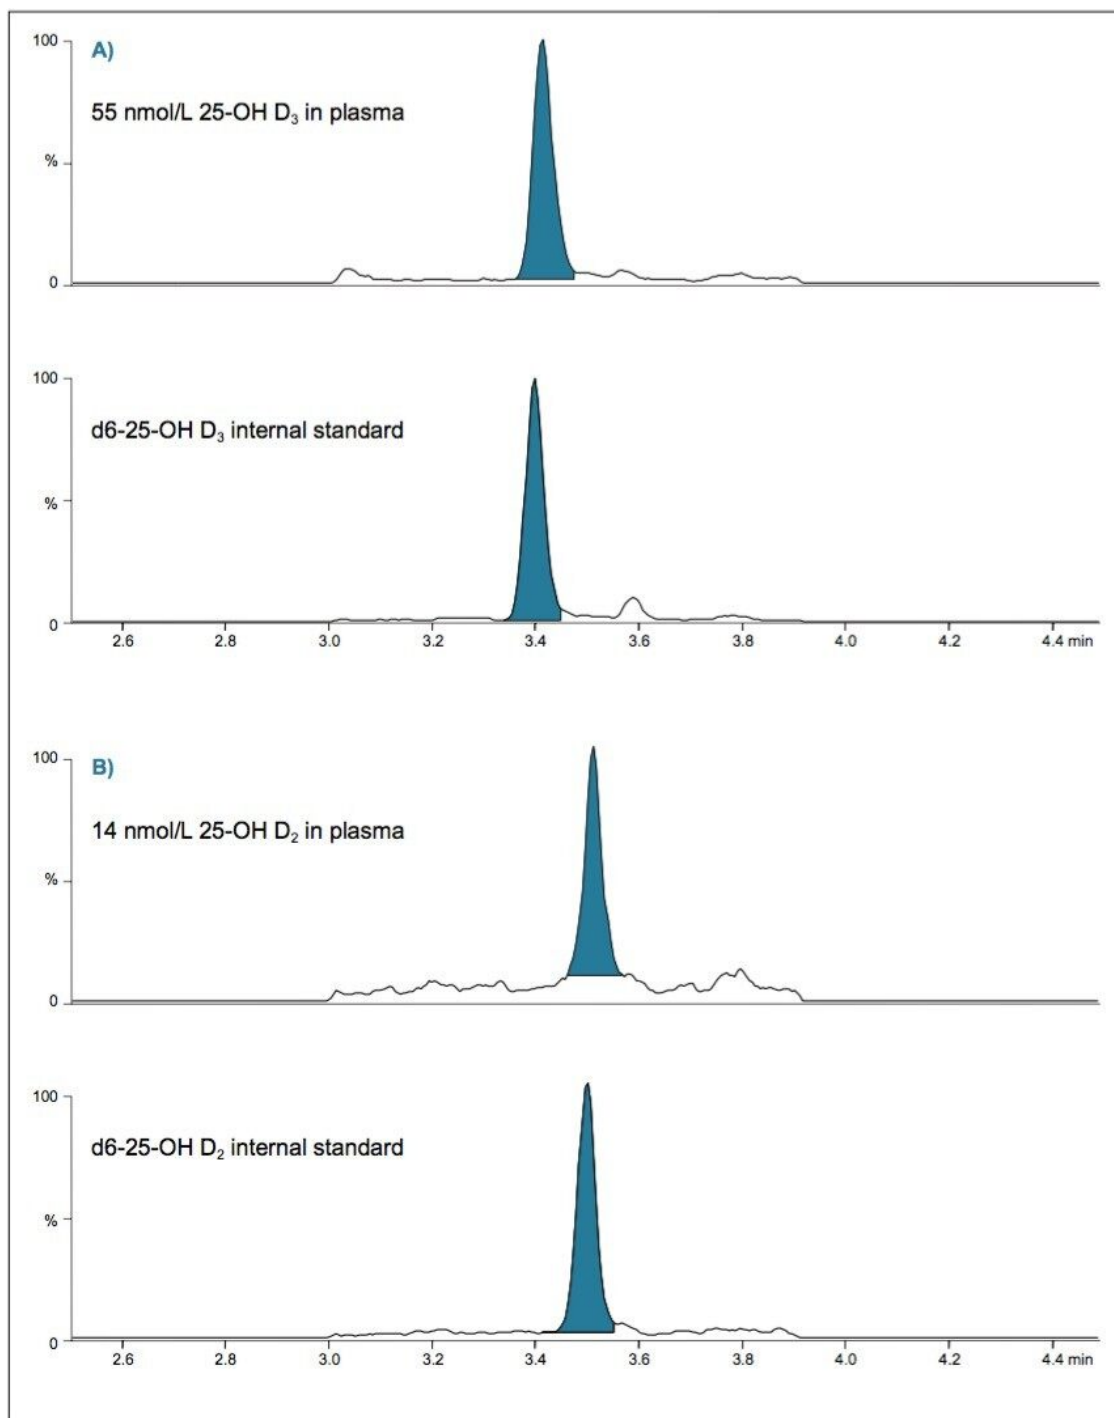 100
A)
55 nmol/L 25-OH D₃ in plasma
%
0
100
d6-25-OH D₃ internal standard
%
0
2.6 2.8 3.0 3.2 3.4 3.6 3.8 4.0 4.2 4.4 min
100
B)
14 nmol/L 25-OH D₂ in plasma
%
0
100
d6-25-OH D₂ internal standard
%
0
2.6 2.8 3.0 3.2 3.4 3.6 3.8 4.0 4.2 4.4 min